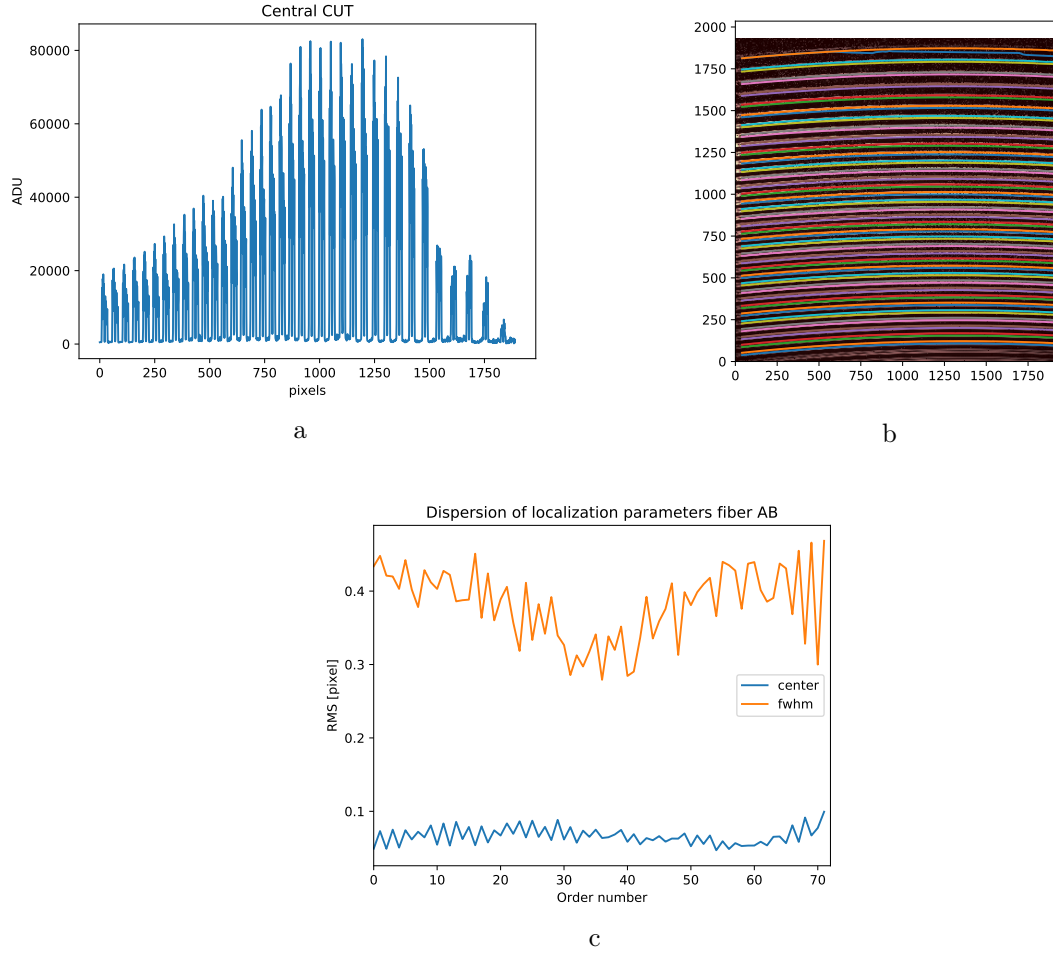 Central CUT
80000
60000
40000
20000
0
ADU
0 250 500 750 1000 1250 1500 1750
pixels
a
2000
1750
1500
1250
1000
750
500
250
0
0 250 500 750 1000 1250 1500 1750
b
Dispersion of localization parameters fiber AB
0.4
0.3
0.2
0.1
RMS [pixel]
center
fwhm
0 10 20 30 40 50 60 70
Order number
c